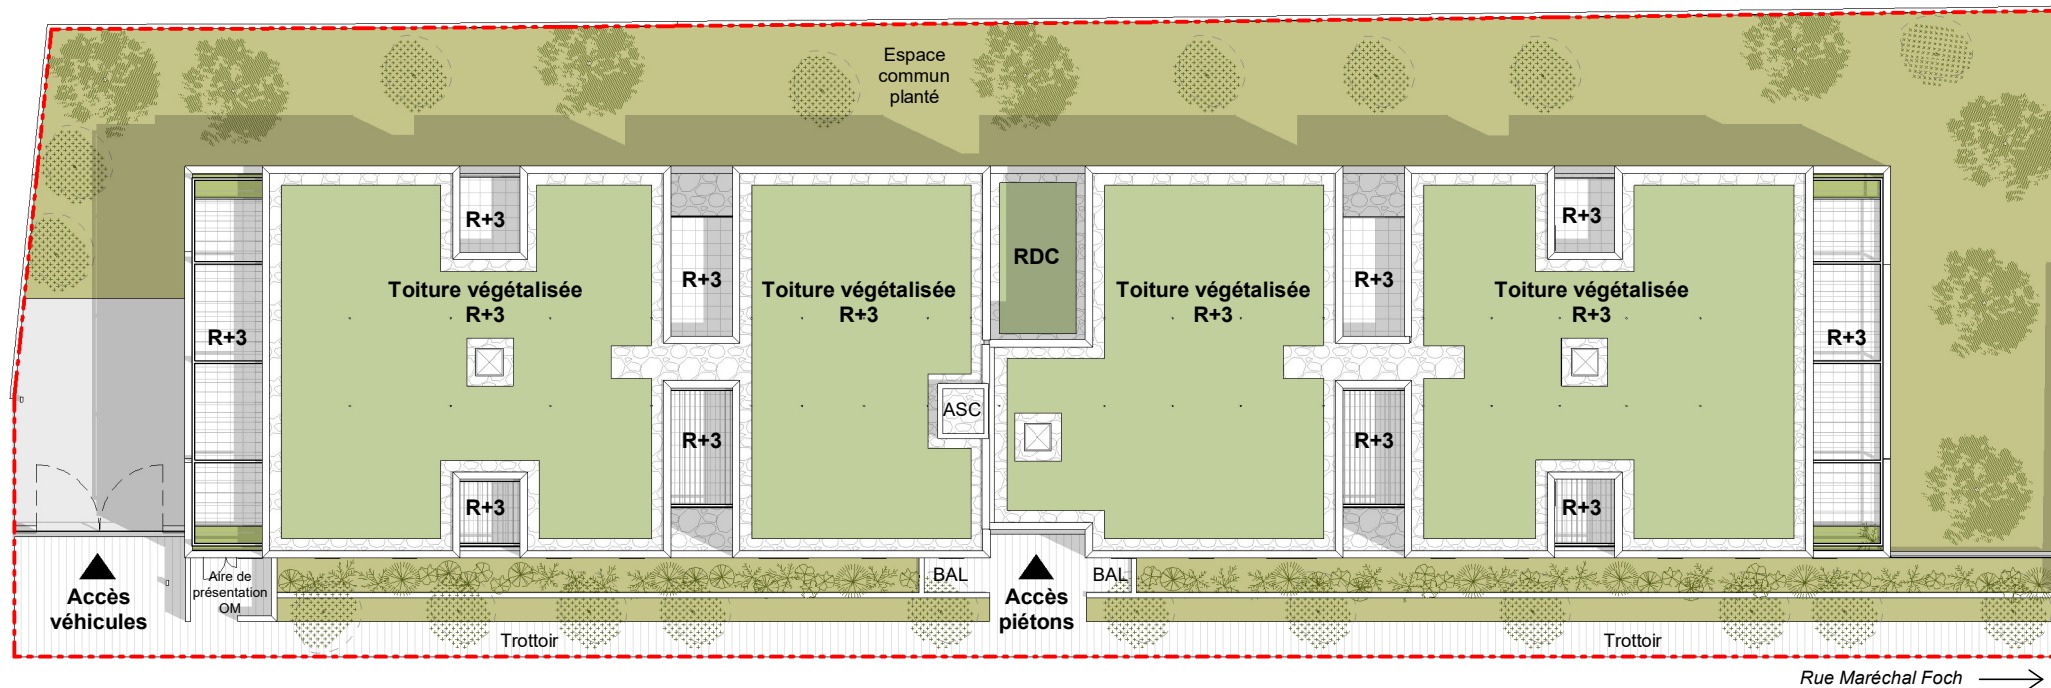 Espace
commun
planté
R+3
R+3
R+3
R+3
RDC
Toiture végétalisée
R+3
Toiture végétalisée
R+3
Toiture végétalisée
R+3
Toiture végétalisée
R+3
R+3
R+3
ASC
R+3
R+3
R+3
R+3
Aire de
présentation
OM
BAL
BAL
Accès
véhicules
Accès
piétons
Trottoir
Trottoir
Rue Maréchal Foch